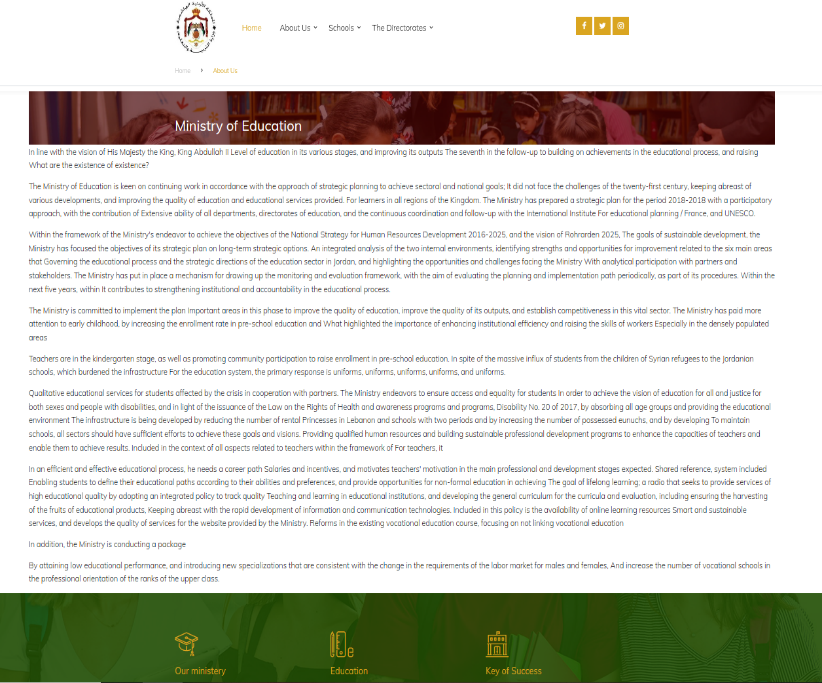 Home
About Us
Schools
The Directorates
Home
About Us
Ministry of Education
In line with the vision of His Majesty the King, King Abdullah II Level of education in its various stages, and improving its outputs The seventh in the follow-up to building on achievements in the educational process, and raising
What are the existence of existence?
The Ministry of Education is keen on continuing work in accordance with the approach of strategic planning to achieve sectoral and national goals; It did not face the challenges of the twenty-first century, keeping abreast of
various developments, and improving the quality of education and educational services provided. For learners in all regions of the Kingdom. The Ministry has prepared a strategic plan for the period 2018-2018 with a participatory
approach, with the contribution of Extensive ability of all departments, directorates of education, and the continuous coordination and follow-up with the International Institute For educational planning / France, and UNESCO.
Within the framework of the Ministry's endeavor to achieve the objectives of the National Strategy for Human Resources Development 2016-2025, and the vision of Rohrarden 2025, The goals of sustainable development, the
Ministry has focused the objectives of its strategic plan on long-term strategic options. An integrated analysis of the two internal environments, identifying strengths and opportunities for improvement related to the six main areas
that Governing the educational process and the strategic directions of the education sector in Jordan, and highlighting the opportunities and challenges facing the Ministry With analytical participation with partners and
stakeholders. The Ministry has put in place a mechanism for drawing up the monitoring and evaluation framework, with the aim of evaluating the planning and implementation path periodically, as part of its procedures. Within the
next five years, within It contributes to strengthening institutional and accountability in the educational process.
The Ministry is committed to implement the plan Important areas in this phase to improve the quality of education, improve the quality of its outputs, and establish competitiveness in this vital sector. The Ministry has paid more
attention to early childhood, by increasing the enrollment rate in pre-school education and What highlighted the importance of enhancing institutional efficiency and raising the skills of workers Especially in the densely populated
areas
Teachers are in the kindergarten stage, as well as promoting community participation to raise enrollment in pre-school education. In spite of the massive influx of students from the children of Syrian refugees to the Jordanian
schools, which burdened the infrastructure For the education system, the primary response is uniforms, uniforms, uniforms, uniforms, and uniforms.
Qualitative educational services for students affected by the crisis in cooperation with partners. The Ministry endeavors to ensure access and equality for students In order to achieve the vision of education for all and justice for
both sexes and people with disabilities, and in light of the issuance of the Law on the Rights of Health and awareness programs and programs, Disability No. 20 of 2017, by absorbing all age groups and providing the educational
environment The infrastructure is being developed by reducing the number of rental Princesses in Lebanon and schools with two periods and by increasing the number of possessed eunuchs, and by developing To maintain
schools, all sectors should have sufficient efforts to achieve these goals and visions. Providing qualified human resources and building sustainable professional development programs to enhance the capacities of teachers and
enable them to achieve results. Included in the context of all aspects related to teachers within the framework of For teachers, it
In an efficient and effective educational process, he needs a career path Salaries and incentives, and motivates teachers' motivation in the main professional and development stages expected. Shared reference, system included
Enabling students to define their educational paths according to their abilities and preferences, and provide opportunities for non-formal education in achieving The goal of lifelong learning; a radio that seeks to provide services of
high educational quality by adopting an integrated policy to track quality Teaching and learning in educational institutions, and developing the general curriculum for the curricula and evaluation, including ensuring the harvesting
of the fruits of educational products, Keeping abreast with the rapid development of information and communication technologies, Included in this policy is the availability of online learning resources Smart and sustainable
services, and develops the quality of services for the website provided by the Ministry. Reforms in the existing vocational education course, focusing on not linking vocational education
In addition, the Ministry is conducting a package
By attaining low educational performance, and introducing new specializations that are consistent with the change in the requirements of the labor market for males and females, And increase the number of vocational schools in
the professional orientation of the ranks of the upper class.
Our ministery
Education
Key of Success